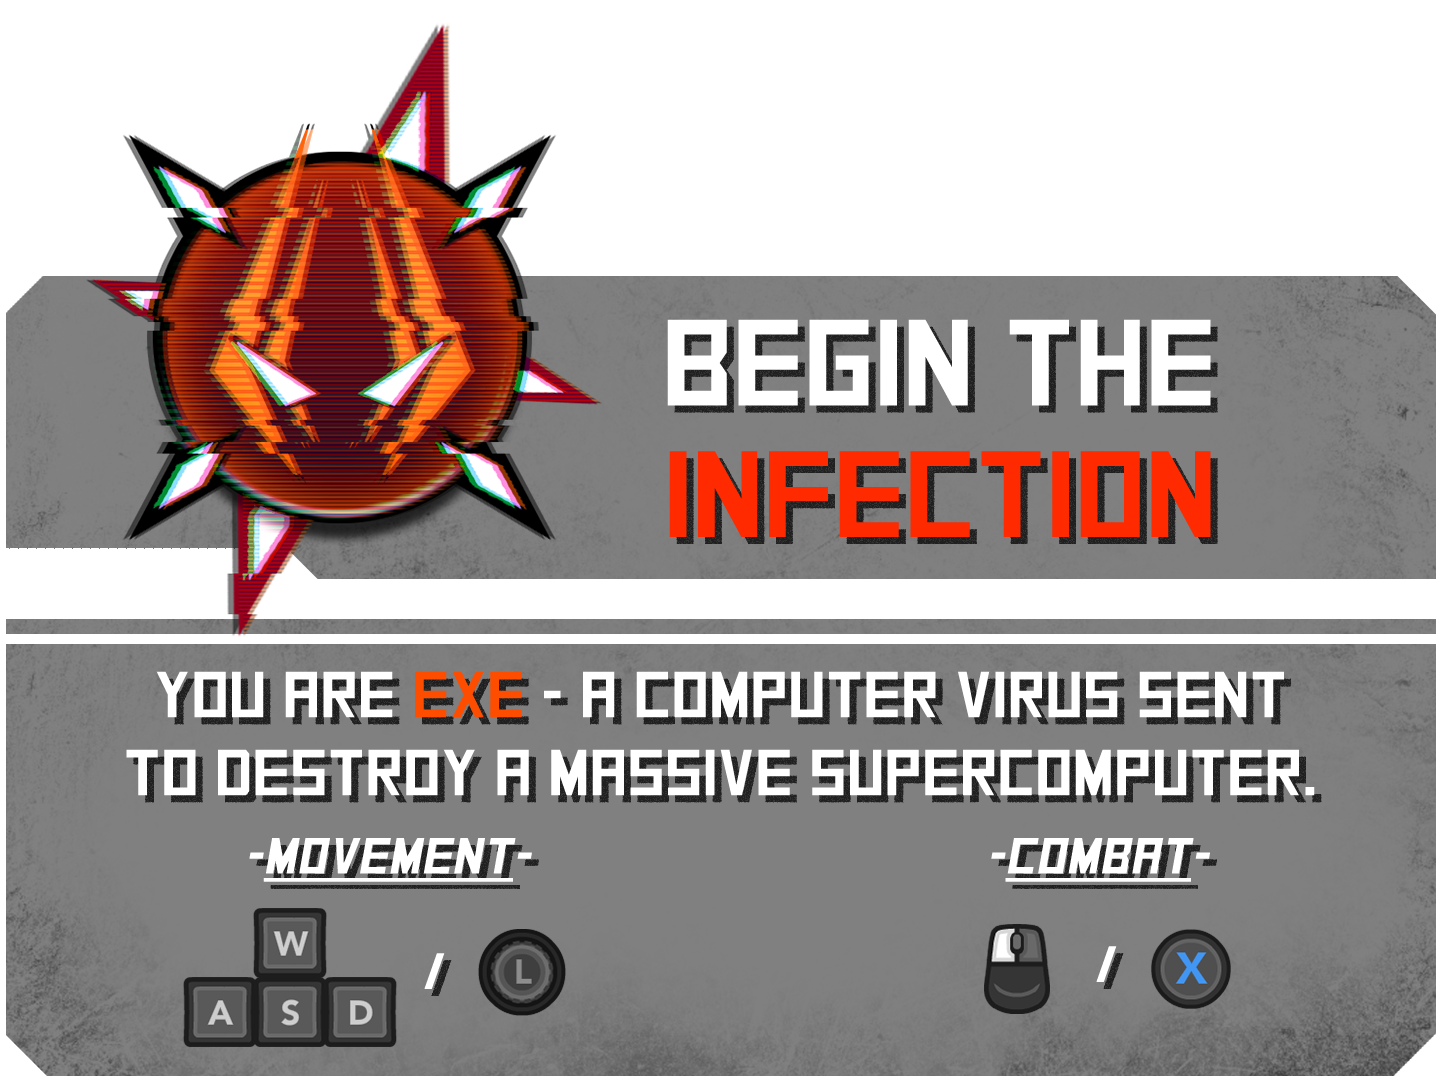 BEGIN THE
INFECTION
YOU ARE EXE - A COMPUTER VIRUS SENT
TO DESTROY A MASSIVE SUPERCOMPUTER.
-MOVEMENT- -COMBAT-
W
A S D / L / X